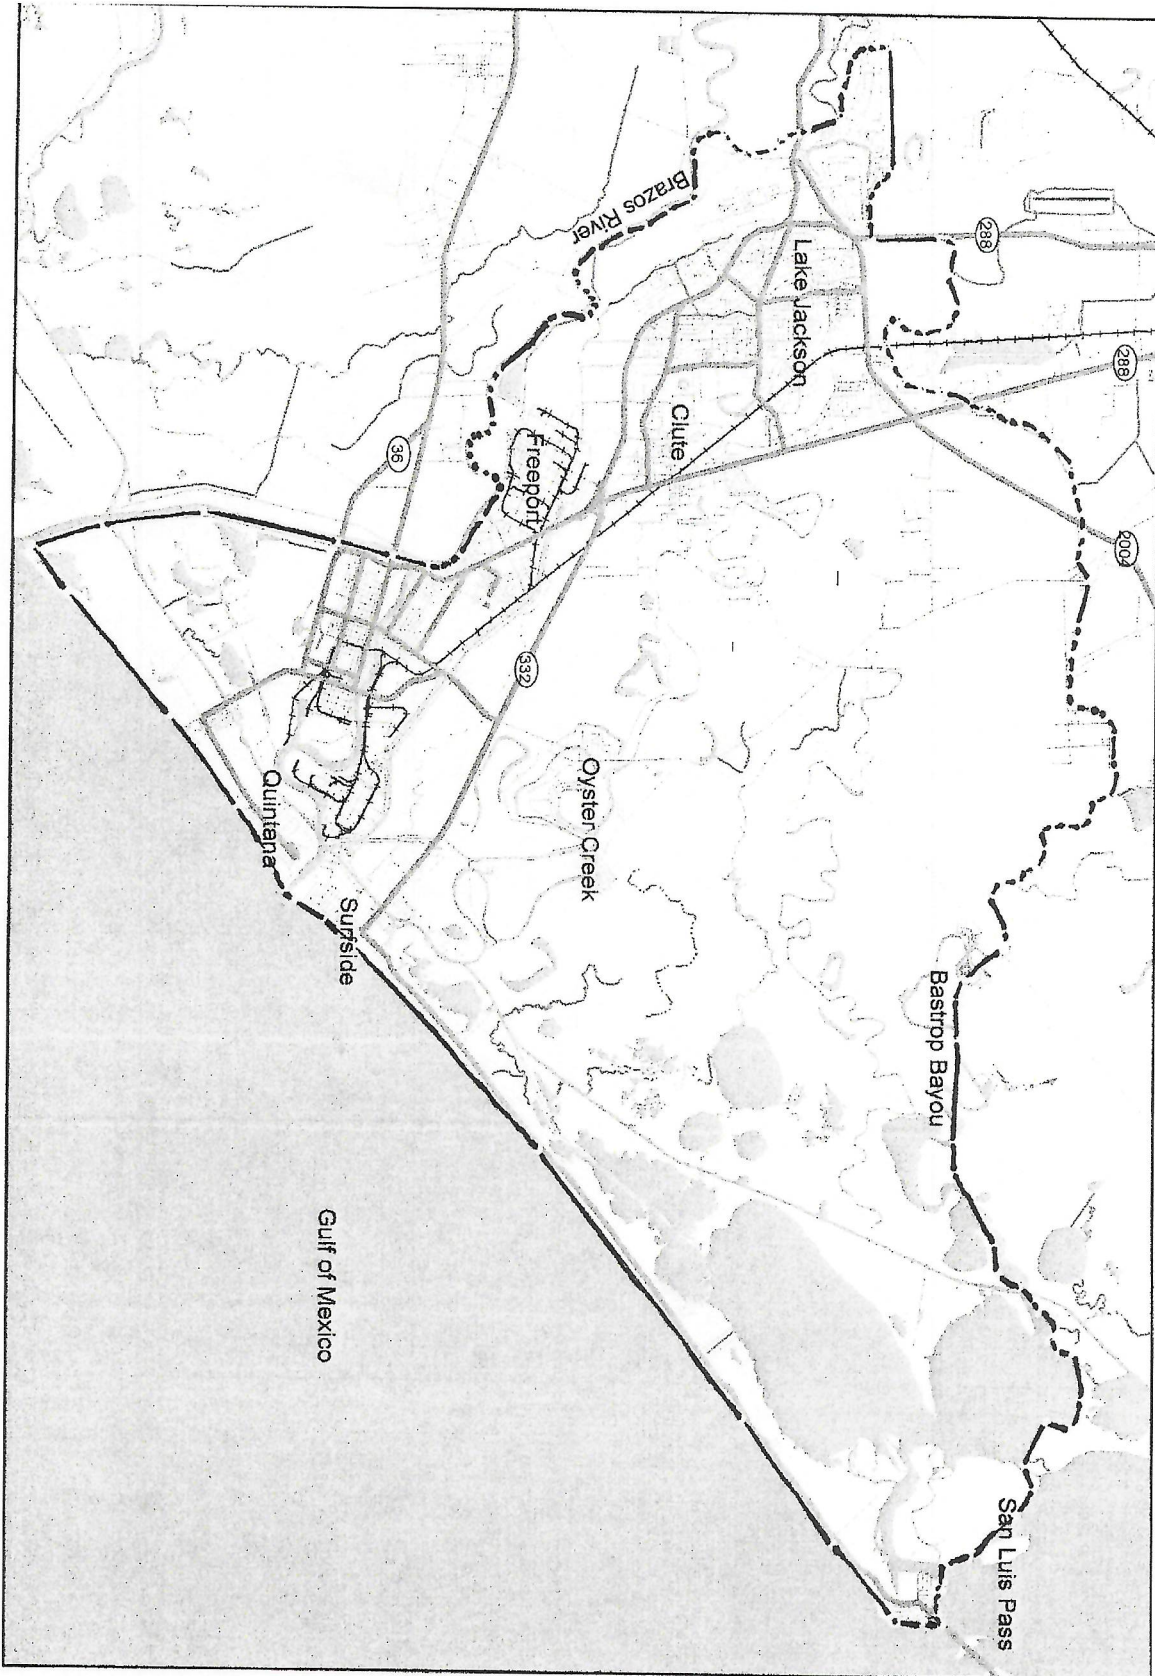 288
288
2004
Lake Jackson
Brazos River
Clute
Freeport
36
332
Oyster Creek
Bastrop Bayou
San Luis Pass
Quintana
Surfside
Gulf of Mexico